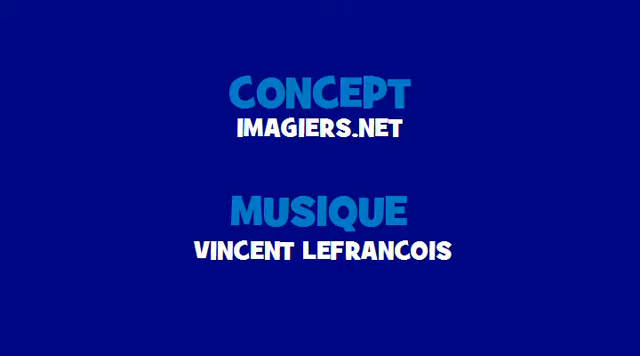 CONCEPT
IMAGIERS.NET
MUSIQUE
VINCENT LEFRANCOIS